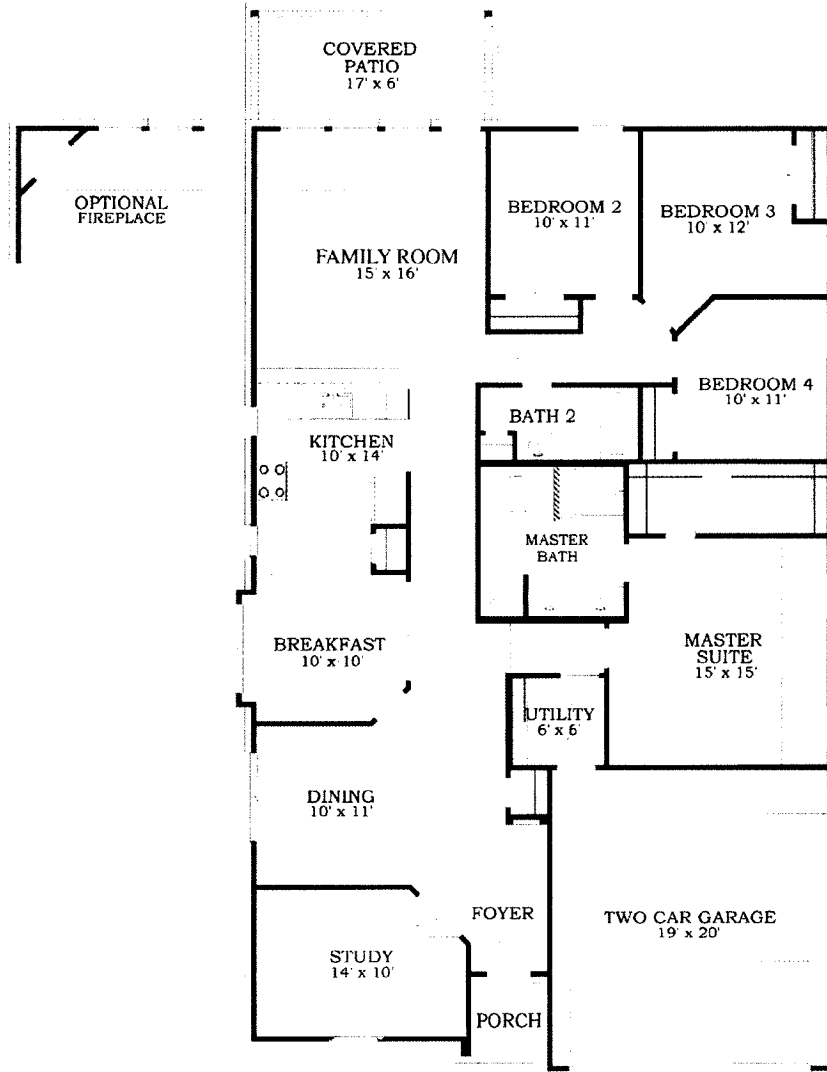 COVERED
PATIO
17' x 6'
OPTIONAL
FIREPLACE
BEDROOM 2
10' x 11'
BEDROOM 3
10' x 12'
FAMILY ROOM
15' x 16'
BEDROOM 4
10' x 11'
BATH 2
KITCHEN
10' x 14'
MASTER
BATH
BREAKFAST
10' x 10'
MASTER
SUITE
15' x 15'
UTILITY
6' x 6'
DINING
10' x 11'
FOYER
TWO CAR GARAGE
19' x 20'
STUDY
14' x 10'
PORCH